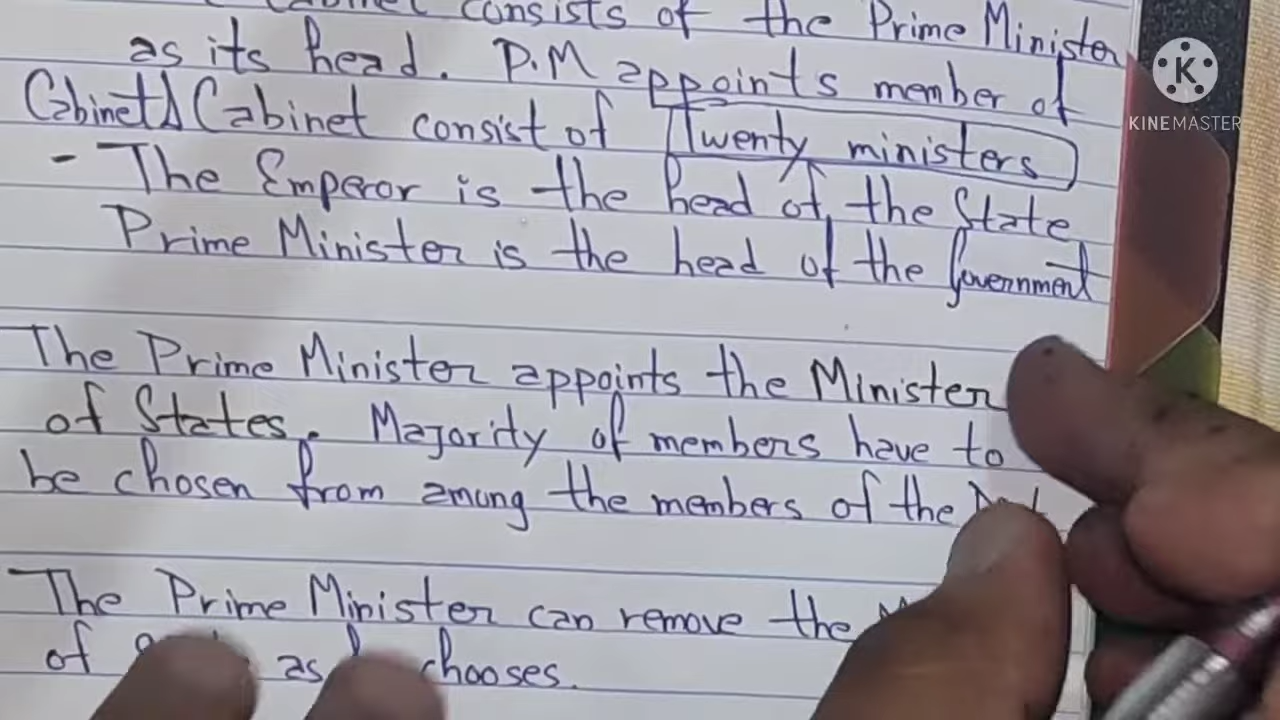 Cabinet consists of the Prime Minister
as its head. P.M appoints member of
Cabinet Cabinet consist of Twenty ministers
- The Emperor is the head of the State
Prime Minister is the head of the Government
The Prime Minister appoints the Minister
of States. Majority of members have to
be chosen from among the members of the
The Prime Minister can remove the
of as chooses.
K
KINEMASTER